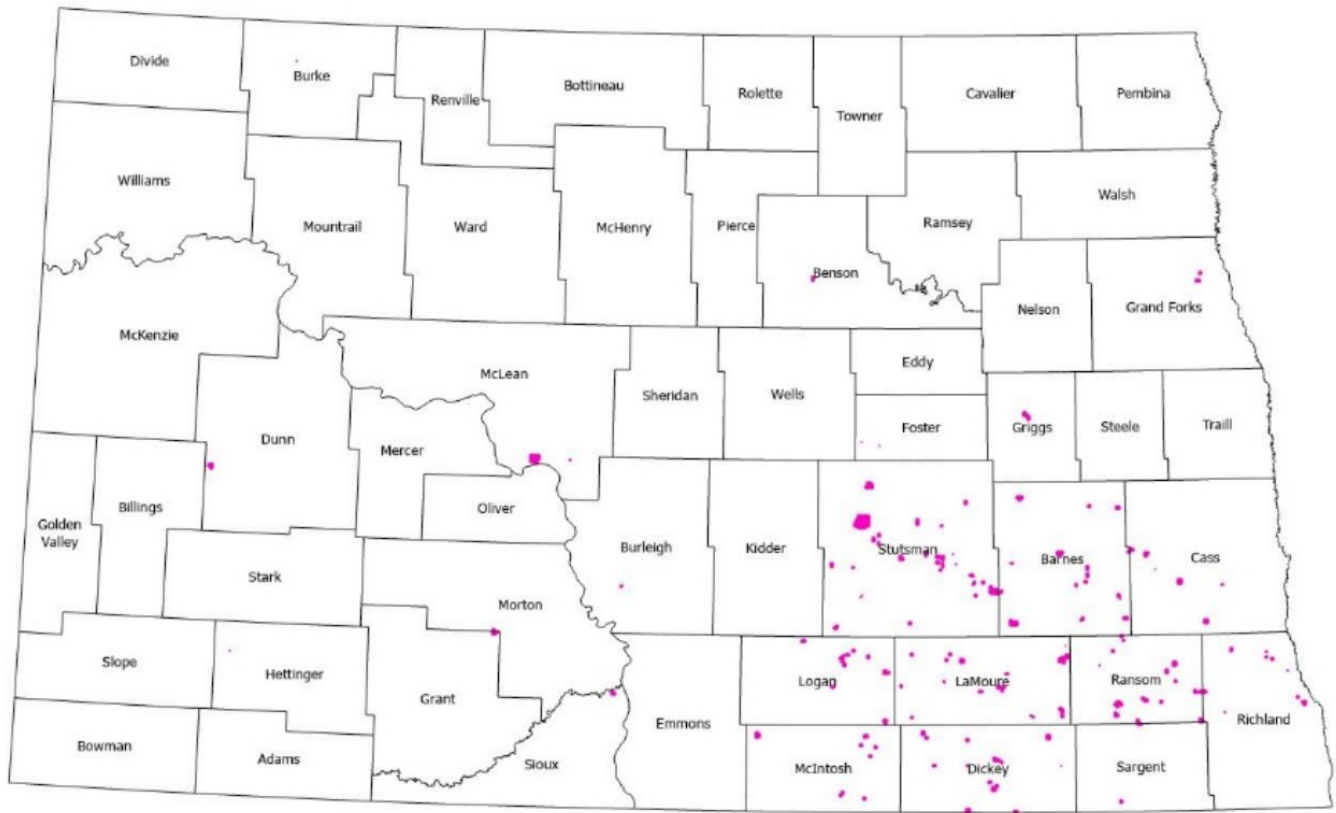 Divide
Burke
Renville
Bottineau
Rolette
Towner
Cavalier
Pembina
Williams
Mountrail
Ward
McHenry
Pierce
Benson
Ramsey
Walsh
McKenzie
McLean
Sheridan
Wells
Eddy
Foster
Nelson
Grand Forks
Dunn
Mercer
Oliver
Griggs
Steele
Traill
Golden
Valley
Billings
Stark
Morton
Burleigh
Kidder
Stutsman
Barnes
Cass
Slope
Hettinger
Grant
Sioux
Emmons
Logan
LaMoure
Ransom
Richland
Bowman
Adams
McIntosh
Dickey
Sargent